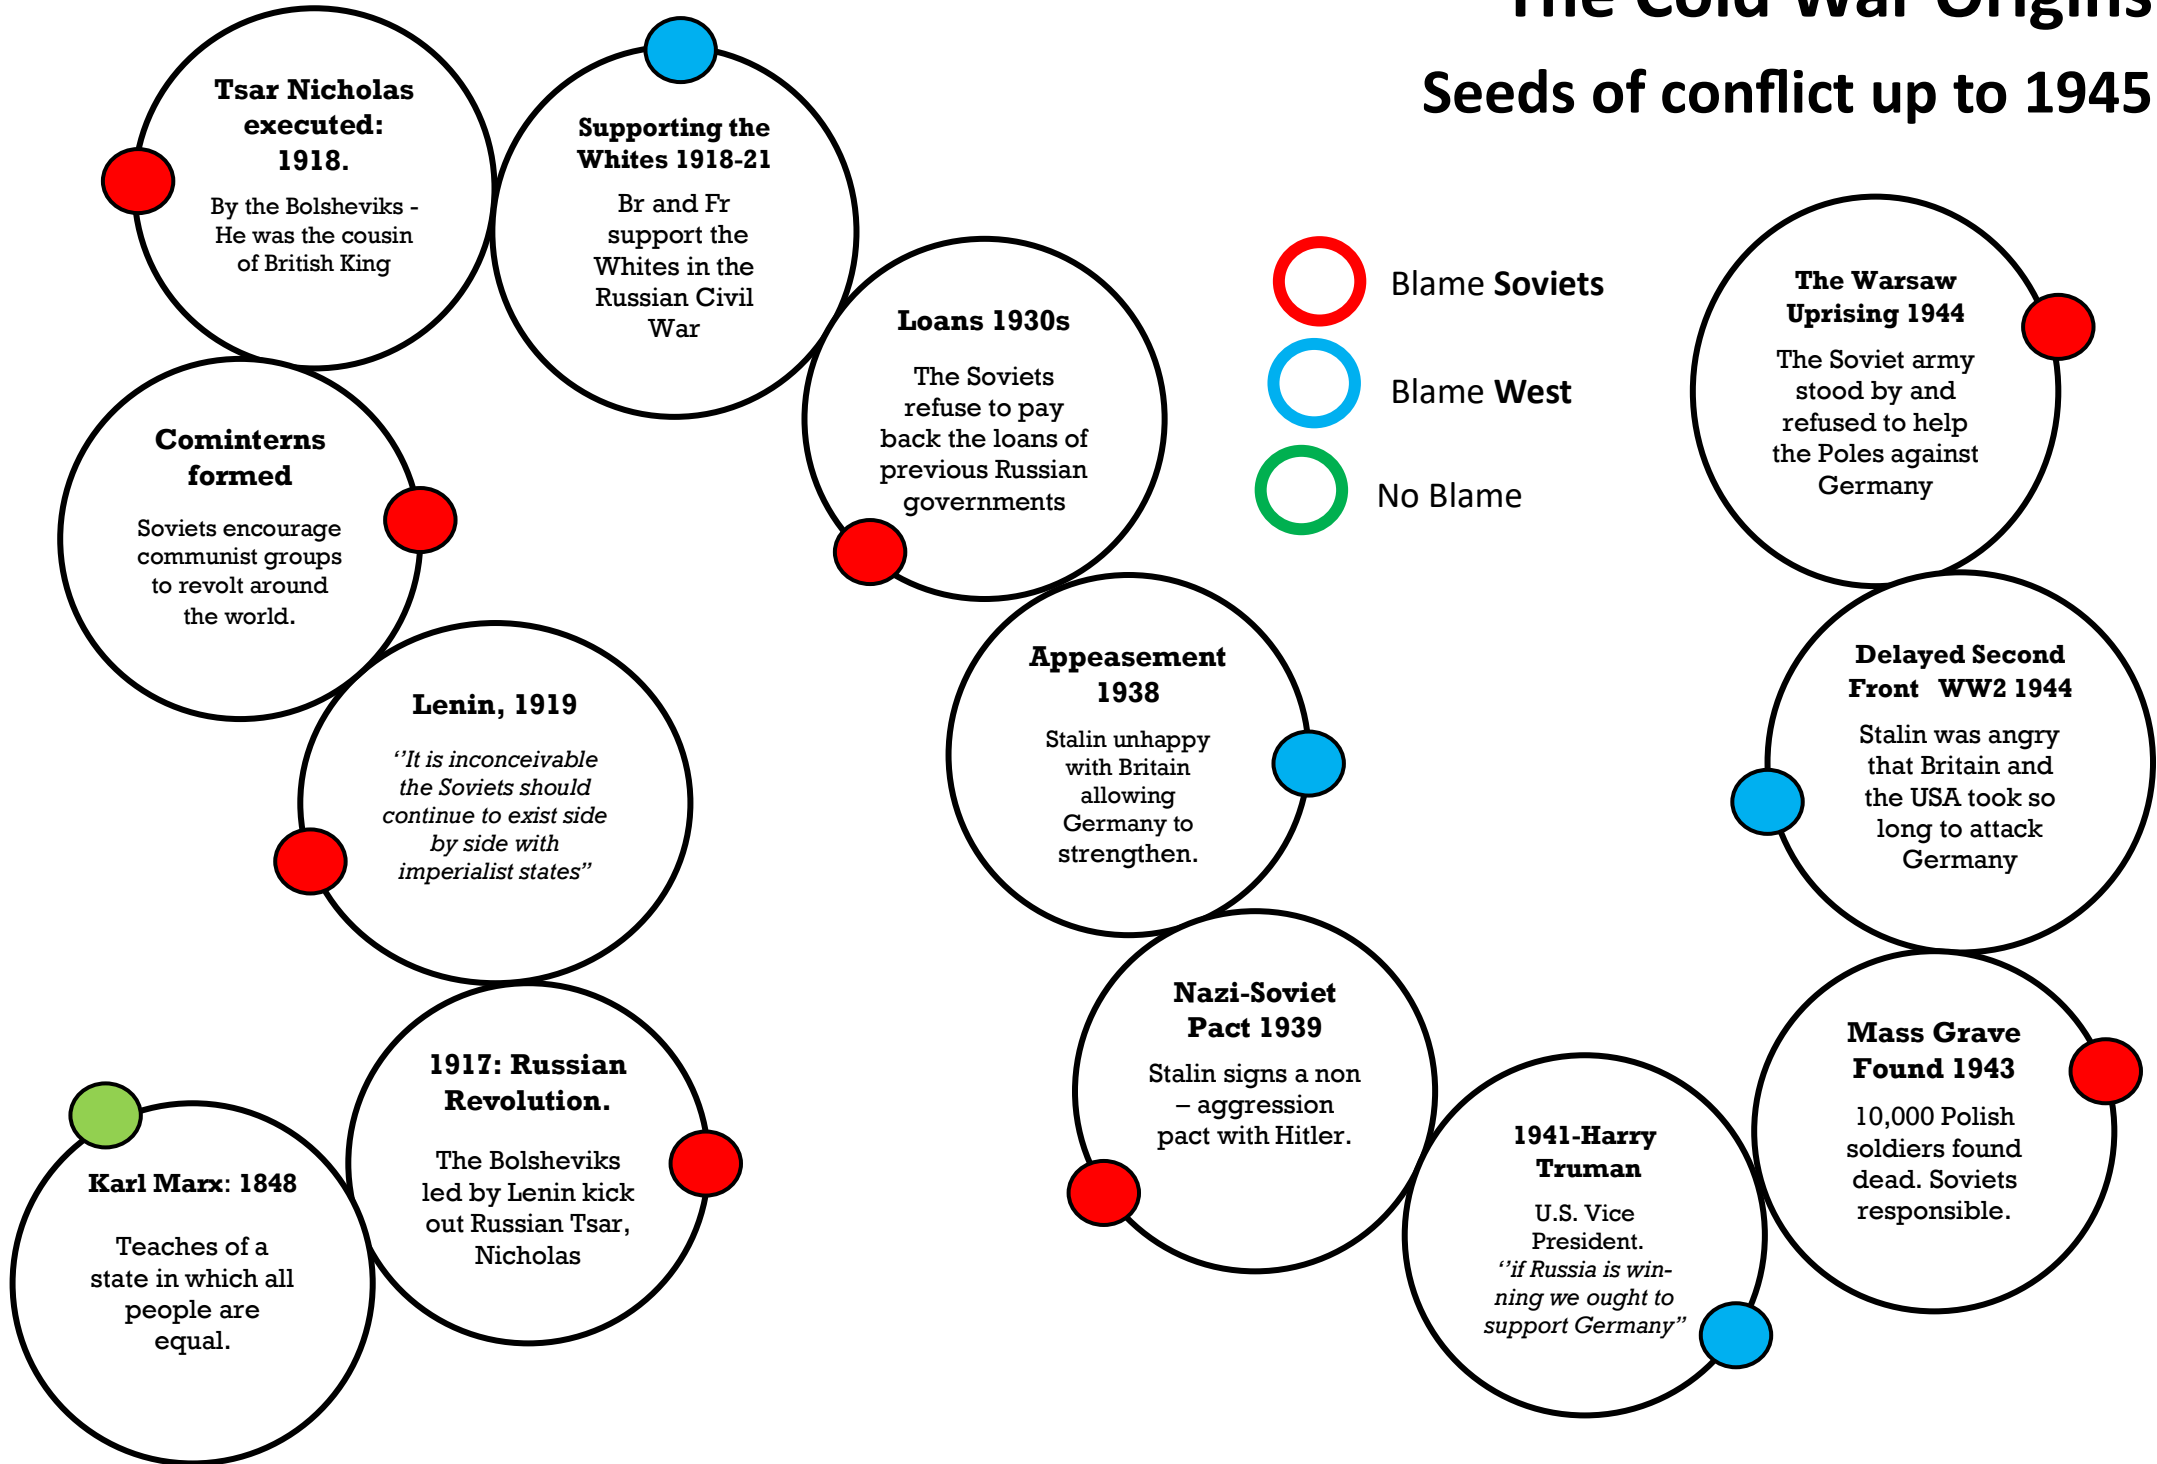 The Cold War Origins
Seeds of conflict up to 1945
Tsar Nicholas
executed:
1918.
By the Bolsheviks -
He was the cousin
of British King
Supporting the
Whites 1918-21
Br and Fr
support the
Whites in the
Russian Civil
War
Loans 1930s
The Soviets
refuse to pay
back the loans of
previous Russian
governments
Blame Soviets
Blame West
No Blame
The Warsaw
Uprising 1944
The Soviet army
stood by and
refused to help
the Poles against
Germany
Cominterns
formed
Soviets encourage
communist groups
to revolt around
the world.
Lenin, 1919
‘’It is inconceivable
the Soviets should
continue to exist side
by side with
imperialist states”
Appeasement
1938
Stalin unhappy
with Britain
allowing
Germany to
strengthen.
Delayed Second
Front WW2 1944
Stalin was angry
that Britain and
the USA took so
long to attack
Germany
1917: Russian
Revolution.
The Bolsheviks
led by Lenin kick
out Russian Tsar,
Nicholas
Karl Marx: 1848
Teaches of a
state in which all
people are
equal.
Nazi-Soviet
Pact 1939
Stalin signs a non
– aggression
pact with Hitler.
1941-Harry
Truman
U.S. Vice
President.
‘’if Russia is win-
ning we ought to
support Germany”
Mass Grave
Found 1943
10,000 Polish
soldiers found
dead. Soviets
responsible.